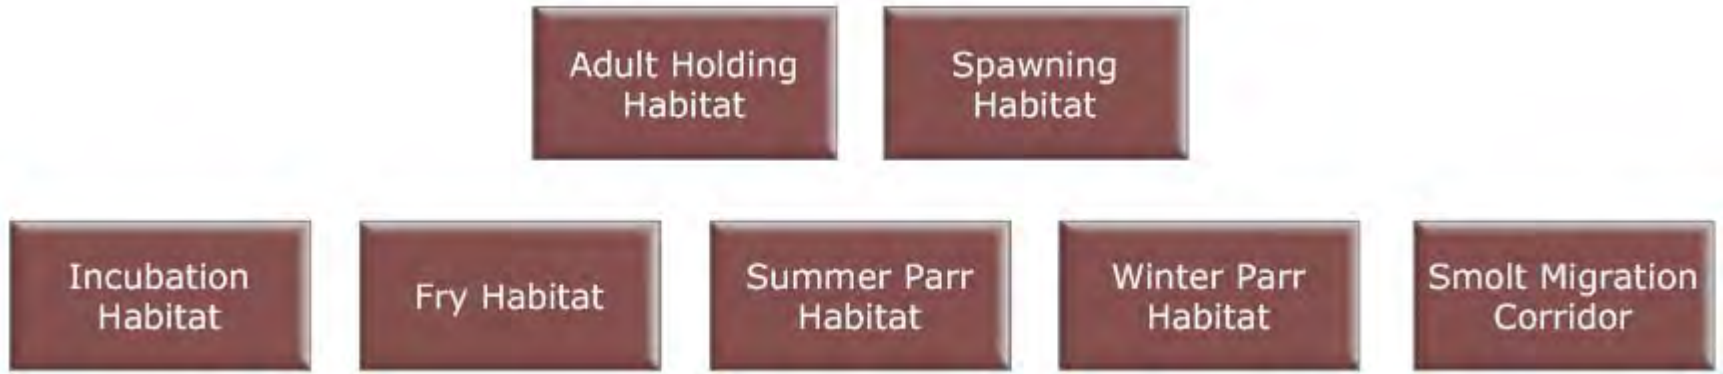 Adult Holding
Habitat
Spawning
Habitat
Incubation
Habitat
Fry Habitat
Summer Parr
Habitat
Winter Parr
Habitat
Smolt Migration
Corridor